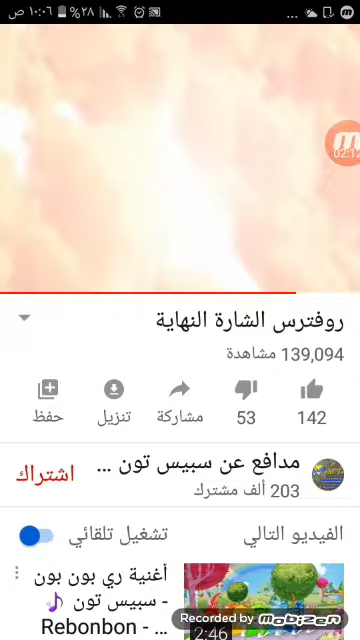 ١٠:٠٦ ص ٢٨%
02:12
روفترس الشارة النهاية
139,094 مشاهدة
142 53 مشاركة تنزيل حفظ
مدافع عن سبيس تون ...
203 ألف مشترك
اشتراك
الفيديو التالي تشغيل تلقائي
أغنية ري بون بون
- سبيس تون 🎵
Rebonbon - ...
2:46
Recorded by mobizen